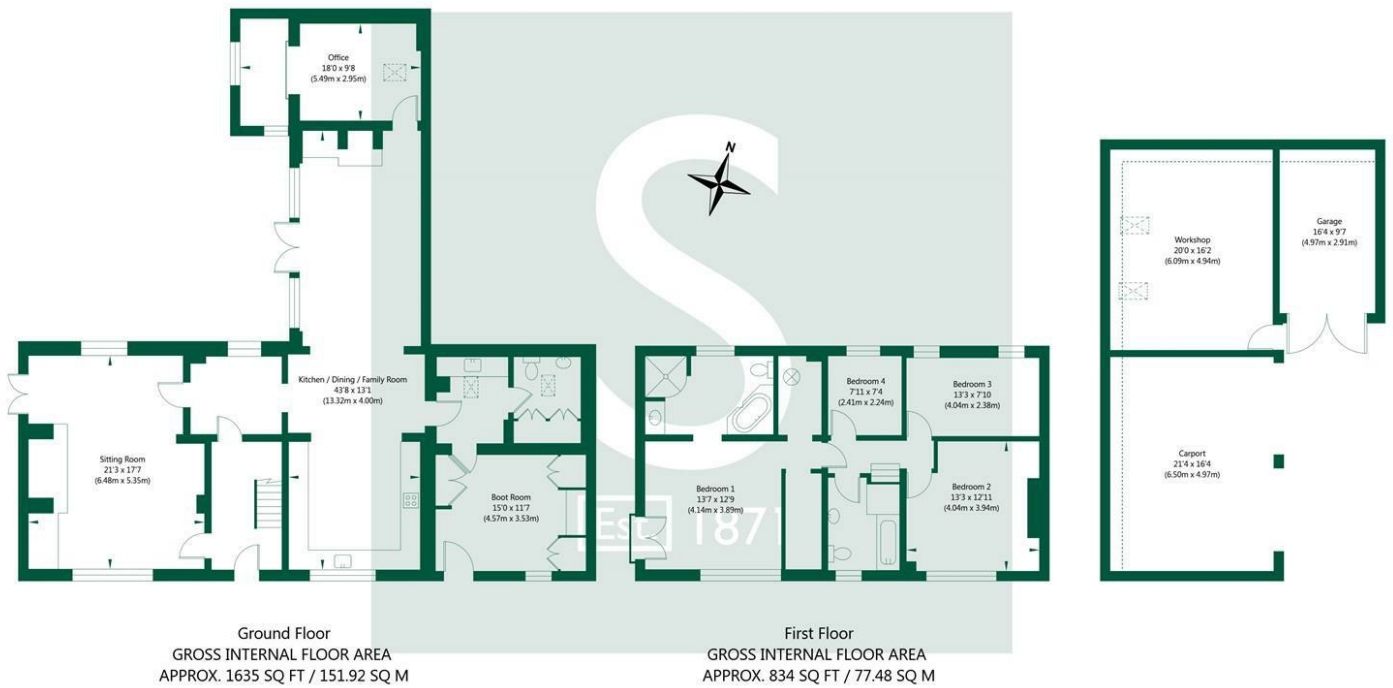 Office
18'0 x 9'8
(5.49m x 2.95m)
N
Kitchen / Dining / Family Room
43'8 x 13'1
(13.32m x 4.00m)
Sitting Room
21'3 x 17'7
(6.48m x 5.35m)
Boot Room
15'0 x 11'7
(4.57m x 3.53m)
S
Est 1871
Bedroom 4
7'11 x 7'4
(2.41m x 2.24m)
Bedroom 3
13'3 x 7'10
(4.04m x 2.38m)
Bedroom 1
13'7 x 12'9
(4.14m x 3.89m)
Bedroom 2
13'3 x 12'11
(4.04m x 3.94m)
Workshop
20'0 x 16'2
(6.09m x 4.94m)
Garage
16'4 x 9'7
(4.97m x 2.91m)
Carport
21'4 x 16'4
(6.50m x 4.97m)
Ground Floor
GROSS INTERNAL FLOOR AREA
APPROX. 1635 SQ FT / 151.92 SQ M
First Floor
GROSS INTERNAL FLOOR AREA
APPROX. 834 SQ FT / 77.48 SQ M